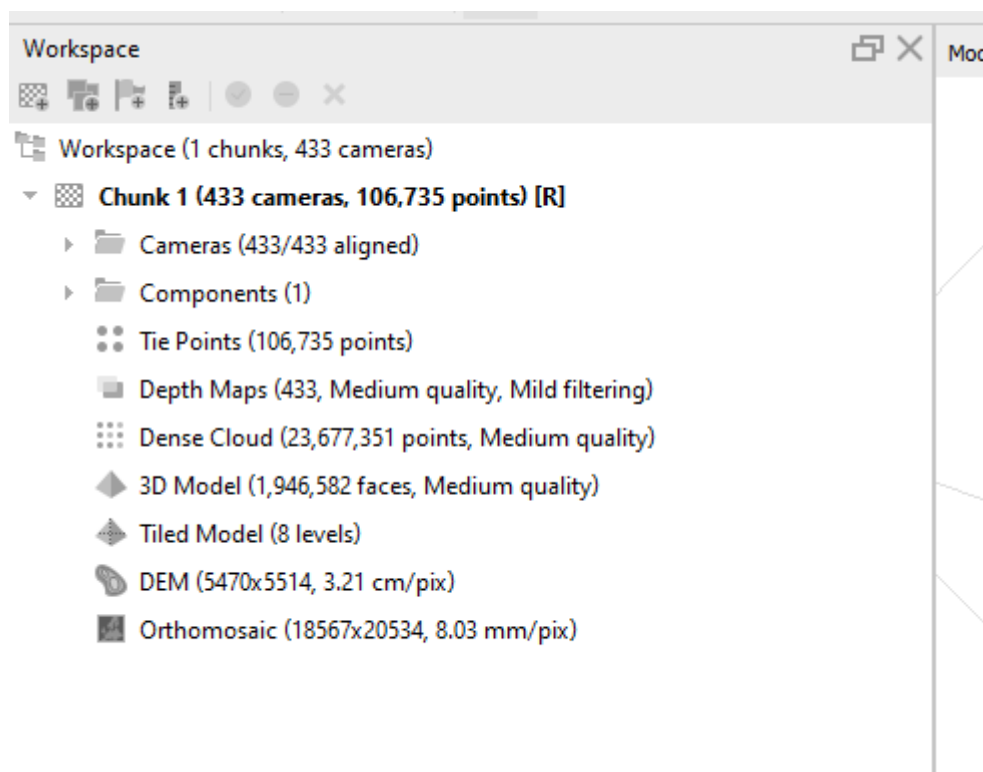 Workspace
Workspace (1 chunks, 433 cameras)
Chunk 1 (433 cameras, 106,735 points) [R]
Cameras (433/433 aligned)
Components (1)
Tie Points (106,735 points)
Depth Maps (433, Medium quality, Mild filtering)
Dense Cloud (23,677,351 points, Medium quality)
3D Model (1,946,582 faces, Medium quality)
Tiled Model (8 levels)
DEM (5470x5514, 3.21 cm/pix)
Orthomosaic (18567x20534, 8.03 mm/pix)